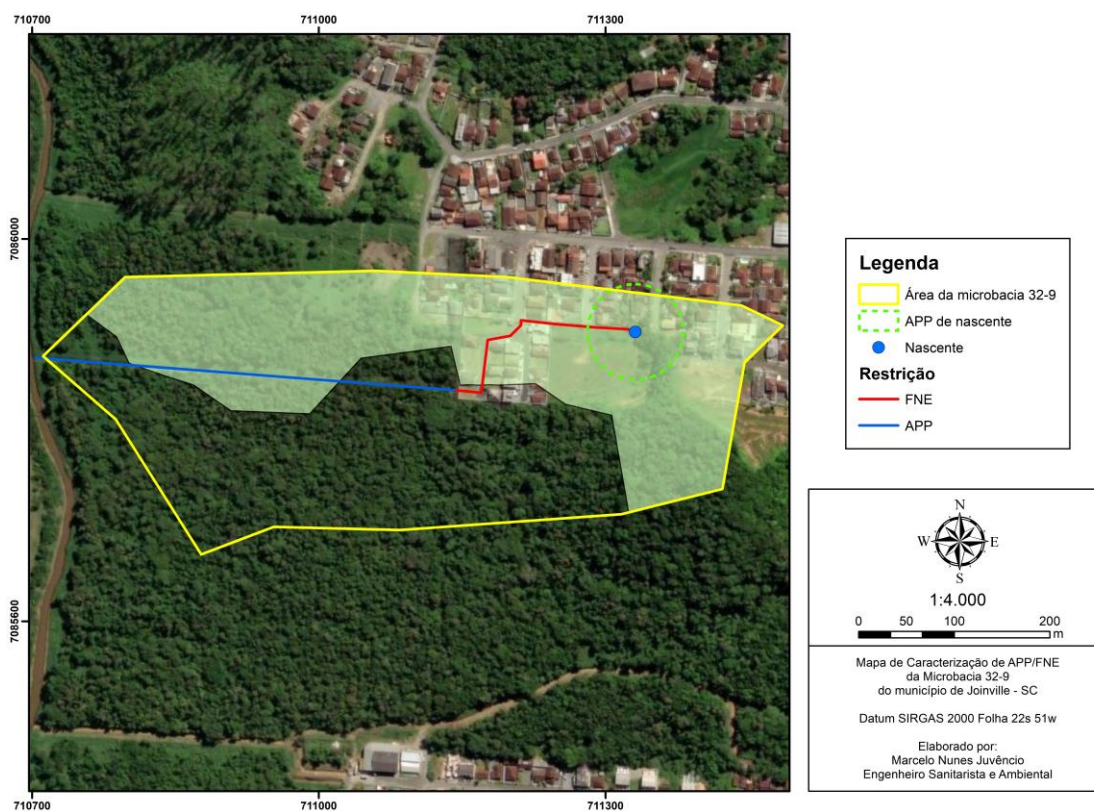 710700
711000
711300
7086000
7085600
710700
711000
711300
Legenda
Área da microbacia 32-9
APP de nascente
Nascente
Restrição
FNE
APP
N
W
E
S
1:4.000
0 50 100 200
m
Mapa de Caracterização de APP/FNE
da Microbacia 32-9
do município de Joinville - SC
Datum SIRGAS 2000 Folha 22s 51w
Elaborado por:
Marcelo Nunes Juvêncio
Engenheiro Sanitarista e Ambiental